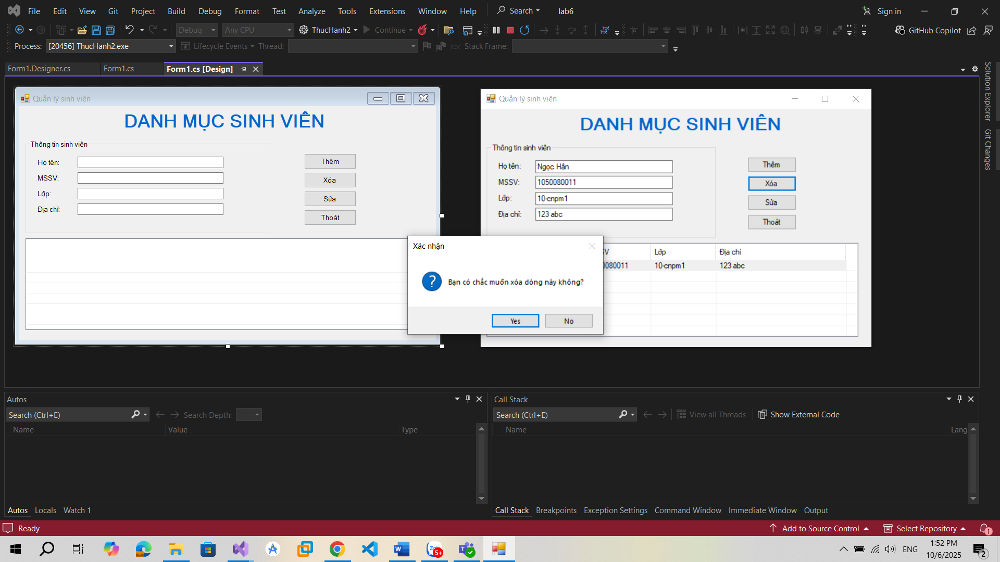 File Edit View Git Project Build Debug Format Test Analyze Tools Extensions Window Help Search lab6 Sign in
Debug Any CPU ThucHanh2 Continue GitHub Copilot
Process: [20456] ThucHanh2.exe Lifecycle Events Thread: Stack Frame:
Form1.Designer.cs Form1.cs Form1.cs [Design]
Solution Explorer
Git Changes
Quản lý sinh viên
DANH MỤC SINH VIÊN
Thông tin sinh viên
Họ tên:
MSSV:
Lớp:
Địa chỉ:
Thêm
Xóa
Sửa
Thoát
Quản lý sinh viên
DANH MỤC SINH VIÊN
Thông tin sinh viên
Họ tên: Ngọc Hân
MSSV: 1050080011
Lớp: 10-cnpm1
Địa chỉ: 123 abc
Thêm
Xóa
Sửa
Thoát
Lớp Địa chỉ
10-cnpm1 123 abc
Xác nhận
? Bạn có chắc muốn xóa dòng này không?
Yes No
Autos
Search (Ctrl+E) Search Depth:
Name Value Type
Autos Locals Watch 1
Call Stack
Search (Ctrl+E) View all Threads Show External Code
Name Lang
Call Stack Breakpoints Exception Settings Command Window Immediate Window Output
Ready Add to Source Control Select Repository 1
5+ ENG 1:52 PM
10/6/2025 2